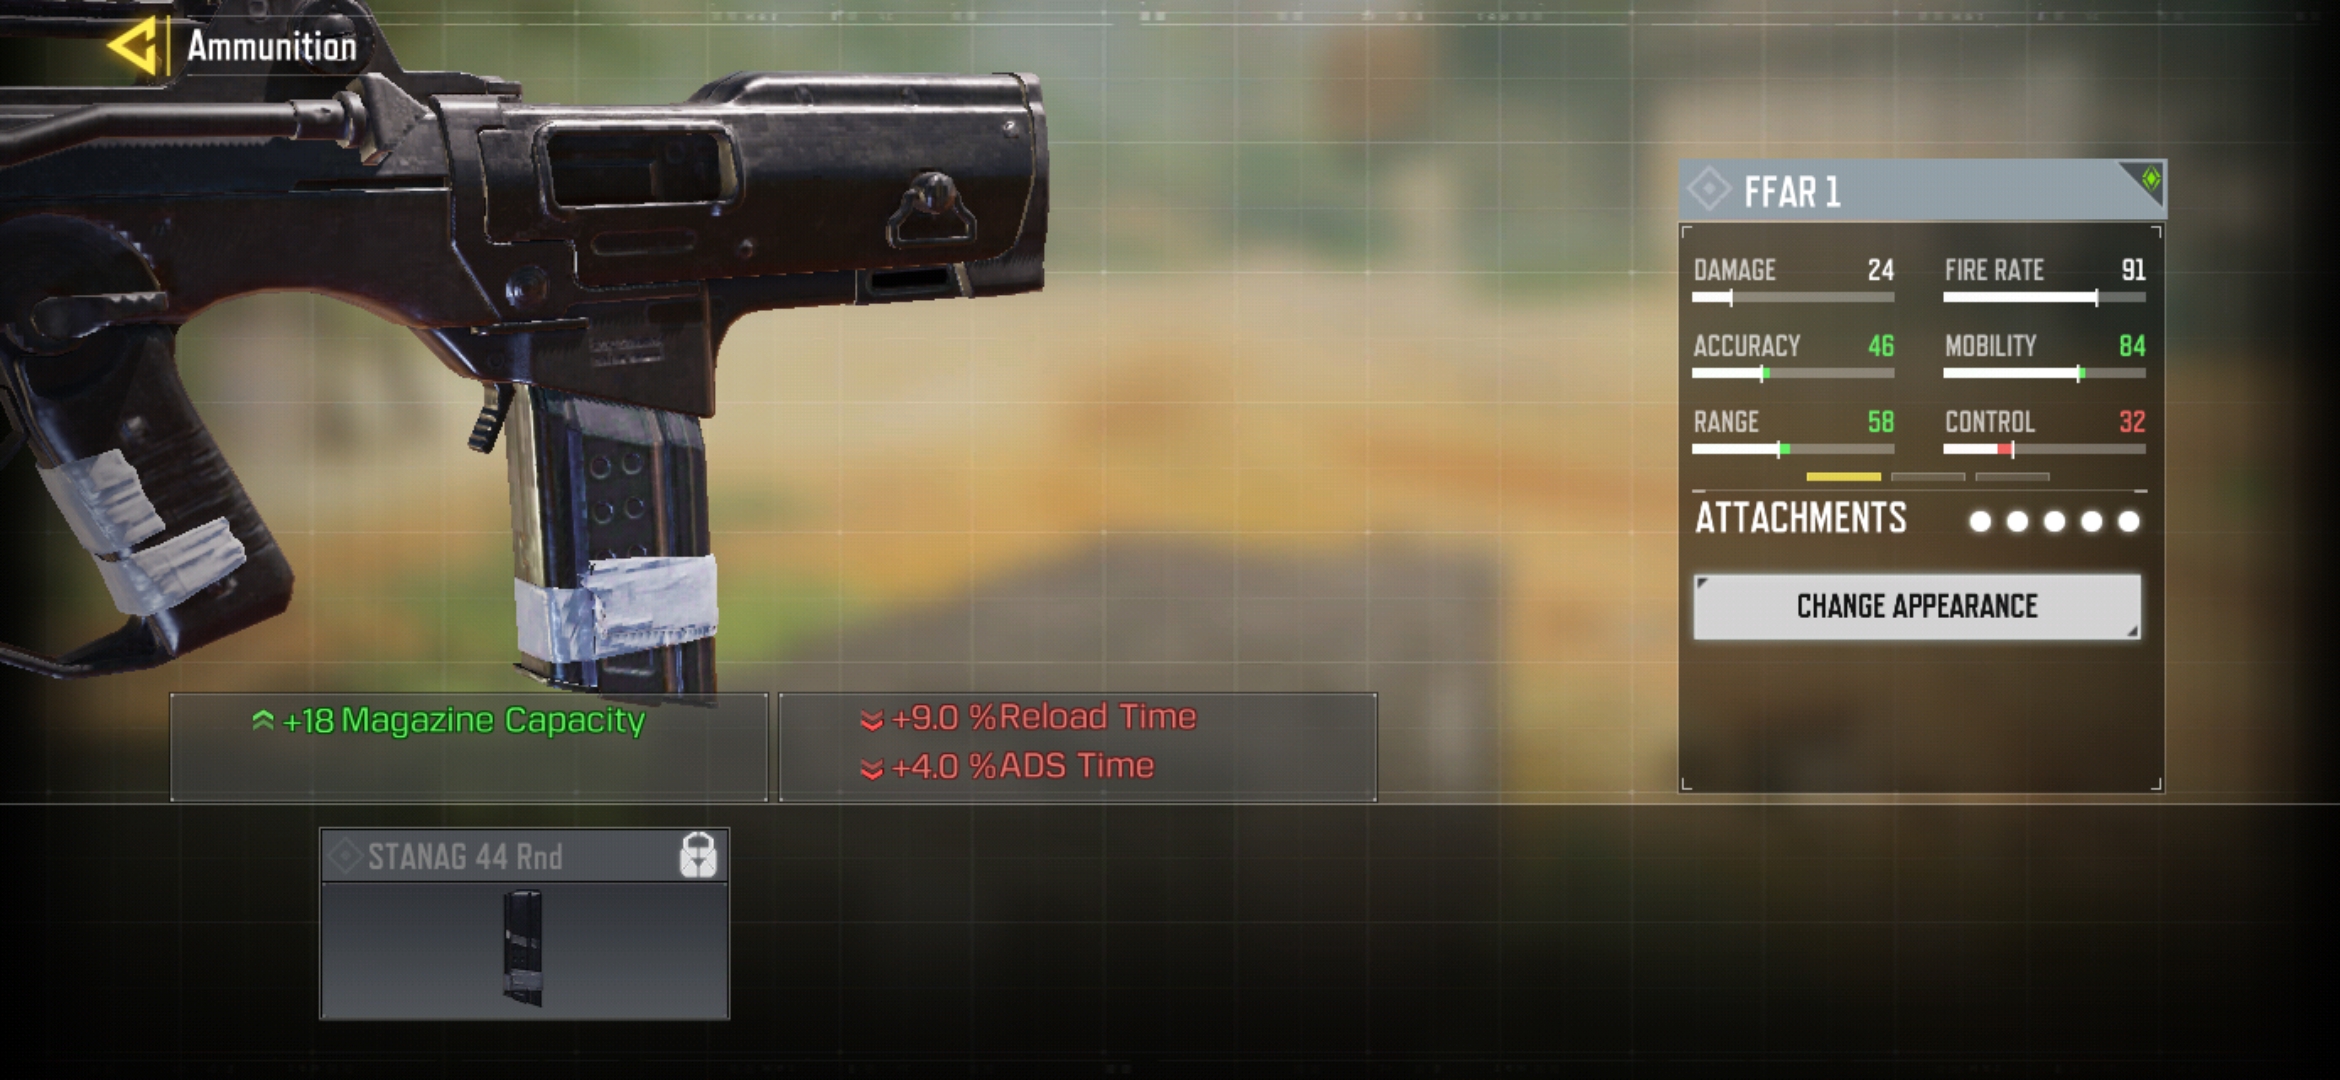 Ammunition
FFAR 1
DAMAGE 24 FIRE RATE 91
ACCURACY 46 MOBILITY 84
RANGE 58 CONTROL 32
ATTACHMENTS
CHANGE APPEARANCE
+18 Magazine Capacity
+9.0 %Reload Time
+4.0 %ADS Time
STANAG 44 Rnd